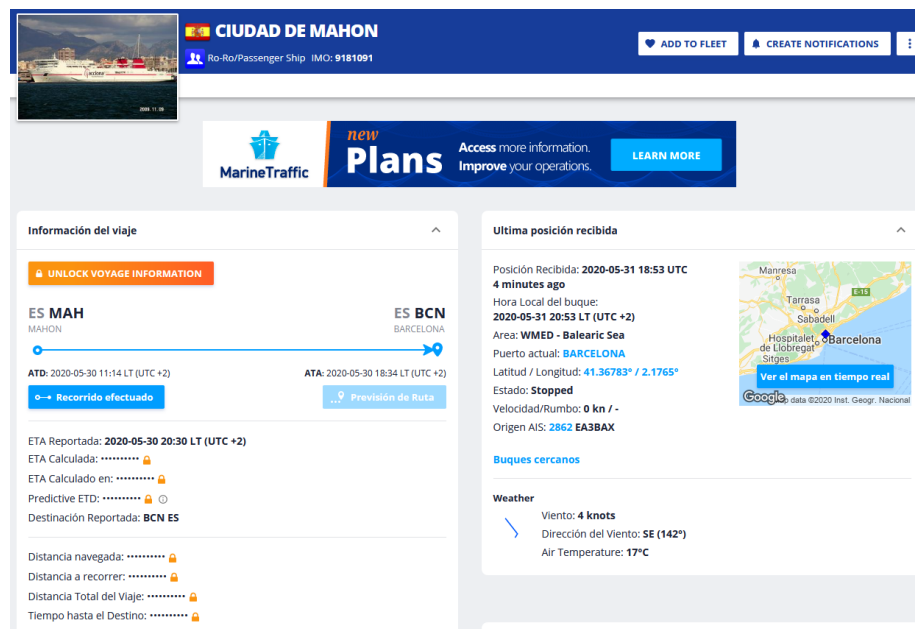 CIUDAD DE MAHON
Ro-Ro/Passenger Ship IMO: 9181091
ADD TO FLEET
CREATE NOTIFICATIONS
acciona
2009.11.09
MarineTraffic
new
Plans
Access more information.
Improve your operations.
LEARN MORE
Información del viaje
UNLOCK VOYAGE INFORMATION
ES MAH
ES BCN
MAHON
BARCELONA
ATD: 2020-05-30 11:14 LT (UTC +2)
ATA: 2020-05-30 18:34 LT (UTC +2)
Recorrido efectuado
Previsión de Ruta
ETA Reportada: 2020-05-30 20:30 LT (UTC +2)
ETA Calculada: ••••••••••
ETA Calculado en: ••••••••••
Predictive ETD: ••••••••••
Destinación Reportada: BCN ES
Distancia navegada: ••••••••••
Distancia a recorrer: ••••••••••
Distancia Total del Viaje: ••••••••••
Tiempo hasta el Destino: ••••••••••
Ultima posición recibida
Posición Recibida: 2020-05-31 18:53 UTC
4 minutes ago
Hora Local del buque:
2020-05-31 20:53 LT (UTC +2)
Area: WMED - Balearic Sea
Puerto actual: BARCELONA
Latitud / Longitud: 41.36783° / 2.1765°
Estado: Stopped
Velocidad/Rumbo: 0 kn / -
Origen AIS: 2862 EA3BAX
Buques cercanos
Manresa
E-15
Tarrasa
Sabadell
Hospitalet
de Llobregat
Barcelona
Sitges
Ver el mapa en tiempo real
Google
data ©2020 Inst. Geogr. Nacional
Weather
Viento: 4 knots
Dirección del Viento: SE (142°)
Air Temperature: 17°C